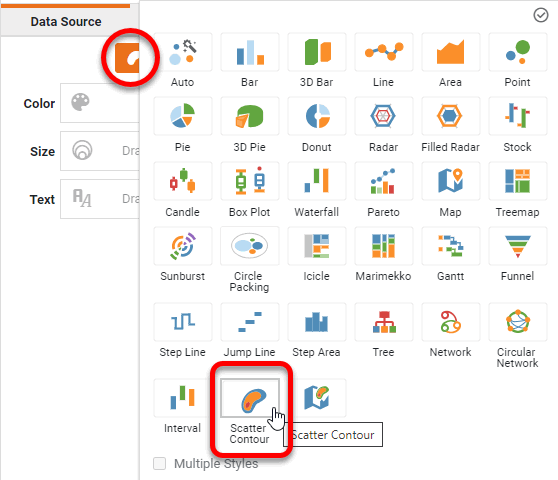 Data Source
Color
Size
Dra
Text
Dra
Auto
Bar
3D Bar
Line
Area
Point
Pie
3D Pie
Donut
Radar
Filled Radar
Stock
Candle
Box Plot
Waterfall
Pareto
Map
Treemap
Sunburst
Circle
Packing
Icicle
Marimekko
Gantt
Funnel
Step Line
Jump Line
Step Area
Tree
Network
Circular
Network
Interval
Scatter
Contour
Scatter Contour
Multiple Styles